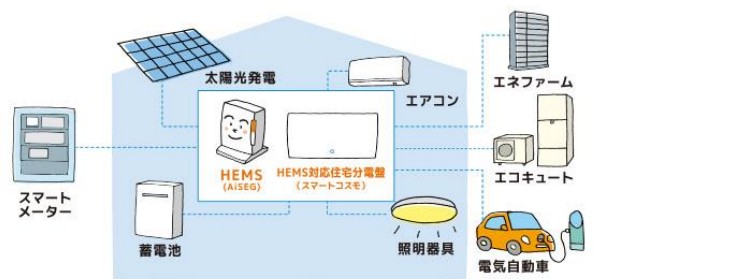 太陽光発電
エアコン
エネファーム
HEMS
(AiSEG)
HEMS対応住宅分電盤
(スマートコスモ)
エコキュート
スマート
メーター
蓄電池
照明器具
電気自動車